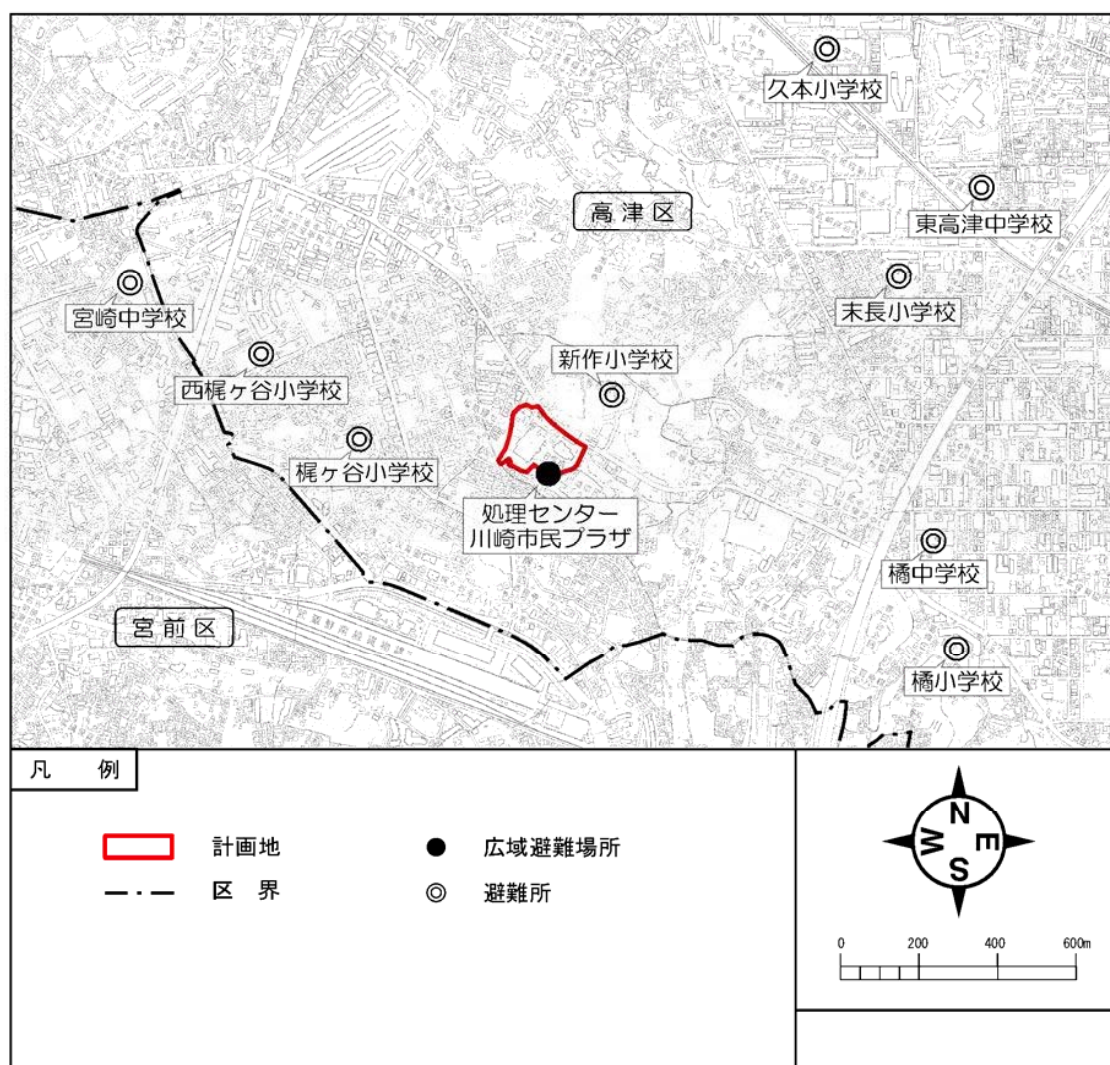 久本小学校
高津区
東高津中学校
宮崎中学校
末長小学校
西梶ヶ谷小学校
新作小学校
梶ヶ谷小学校
処理センター
川崎市民プラザ
橘中学校
宮前区
橘小学校
凡 例
計画地
広域避難場所
区 界
避難所
N
W
E
S
0
200
400
600m